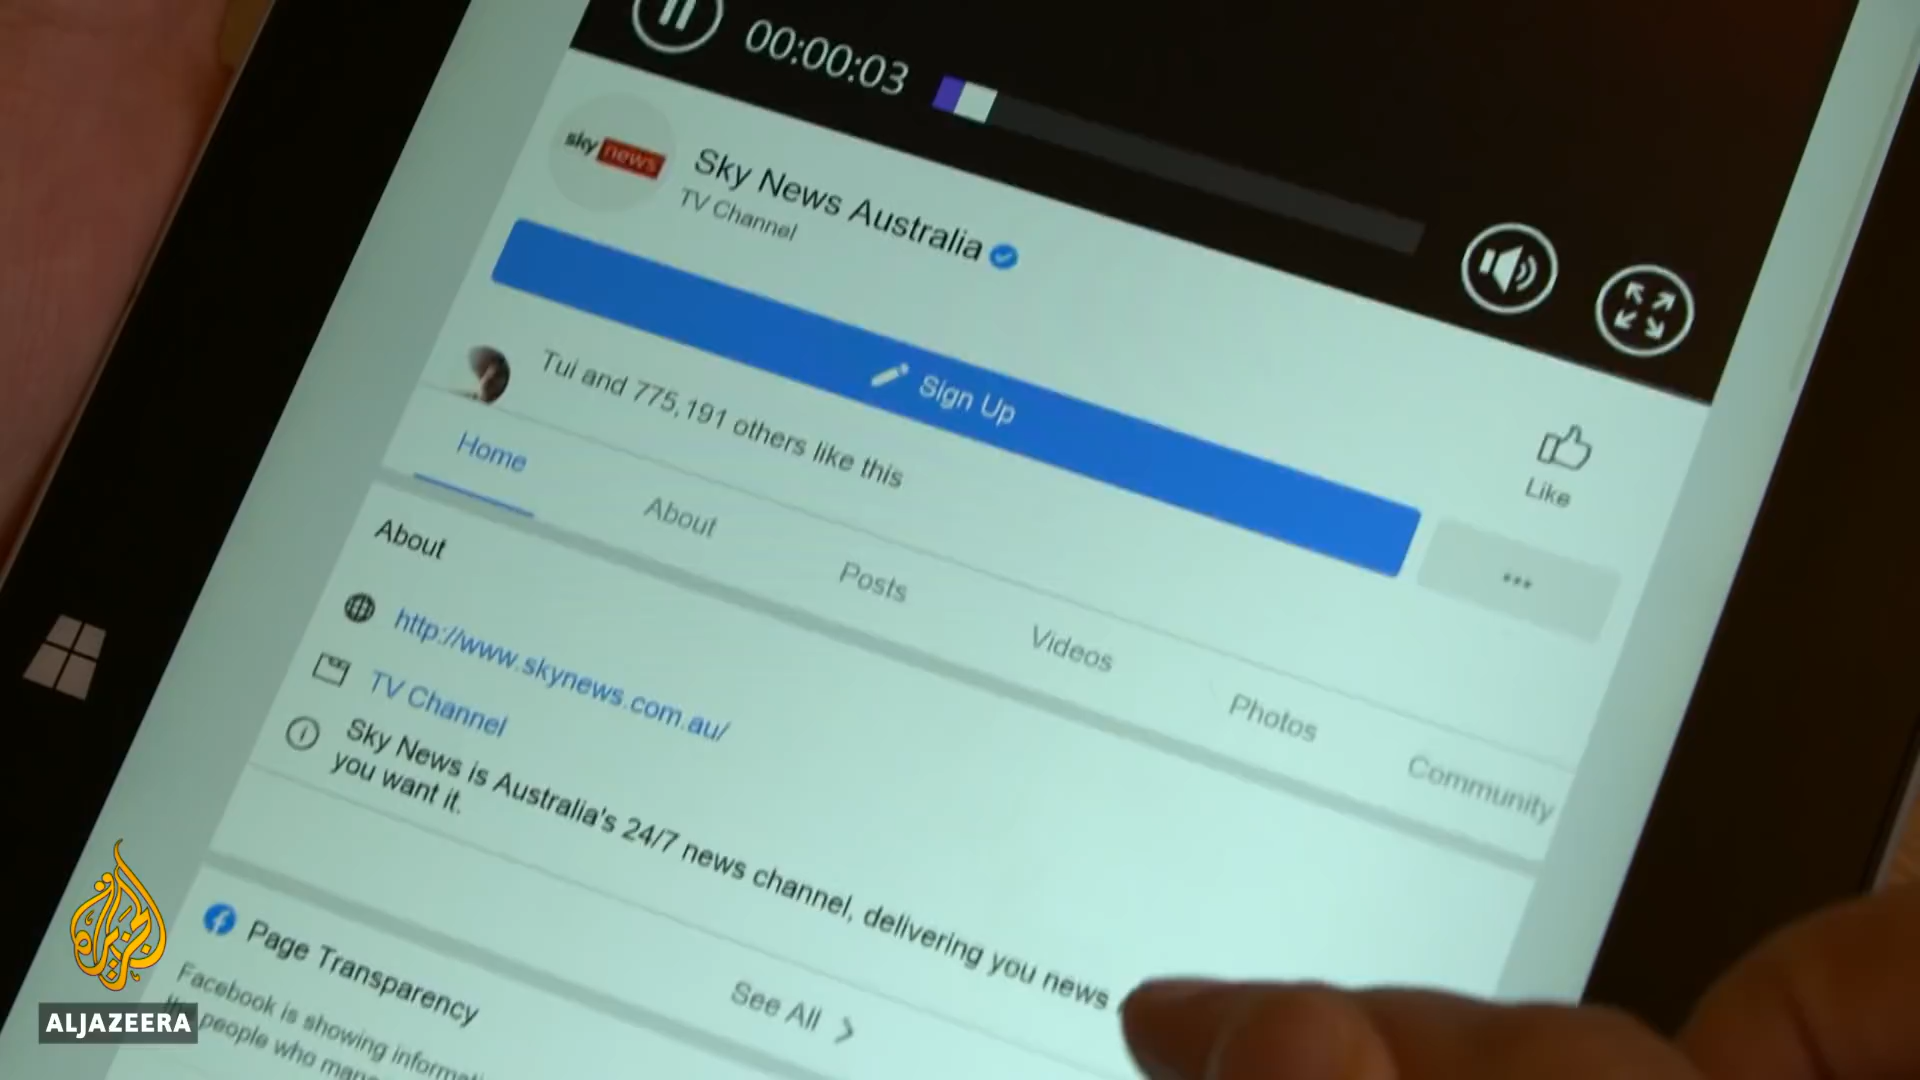 00:00:03
sky news
Sky News Australia
TV Channel
Sign Up
Like
Tui and 775,191 others like this
Home
About
Posts
Videos
Photos
Community
About
http://www.skynews.com.au/
TV Channel
Sky News is Australia's 24/7 news channel, delivering you news
you want it.
Page Transparency
See All
Facebook is showing
people who
الجزيرة
ALJAZEERA